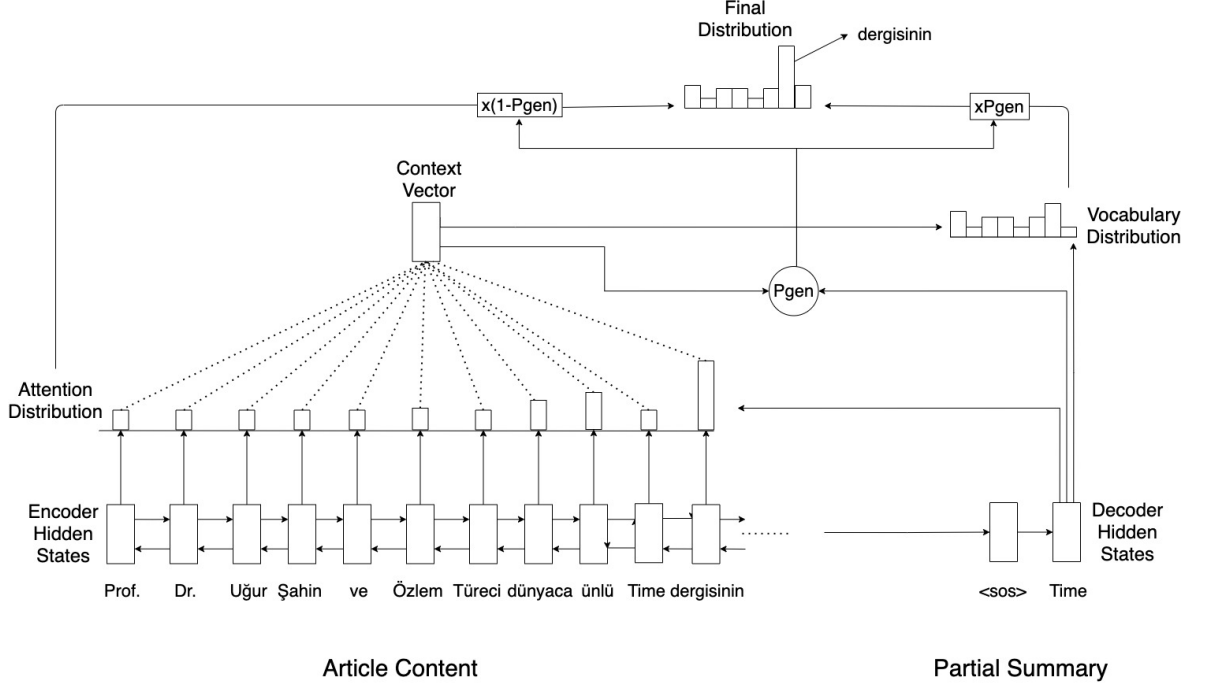 Final
Distribution
dergisinin
x(1-Pgen)
xPgen
Context
Vector
Vocabulary
Distribution
Pgen
Attention
Distribution
Encoder
Hidden
States
Decoder
Hidden
States
Prof. Dr. Uğur Şahin ve Özlem Türeci dünyaca ünlü Time dergisinin
<sos> Time
Article Content
Partial Summary